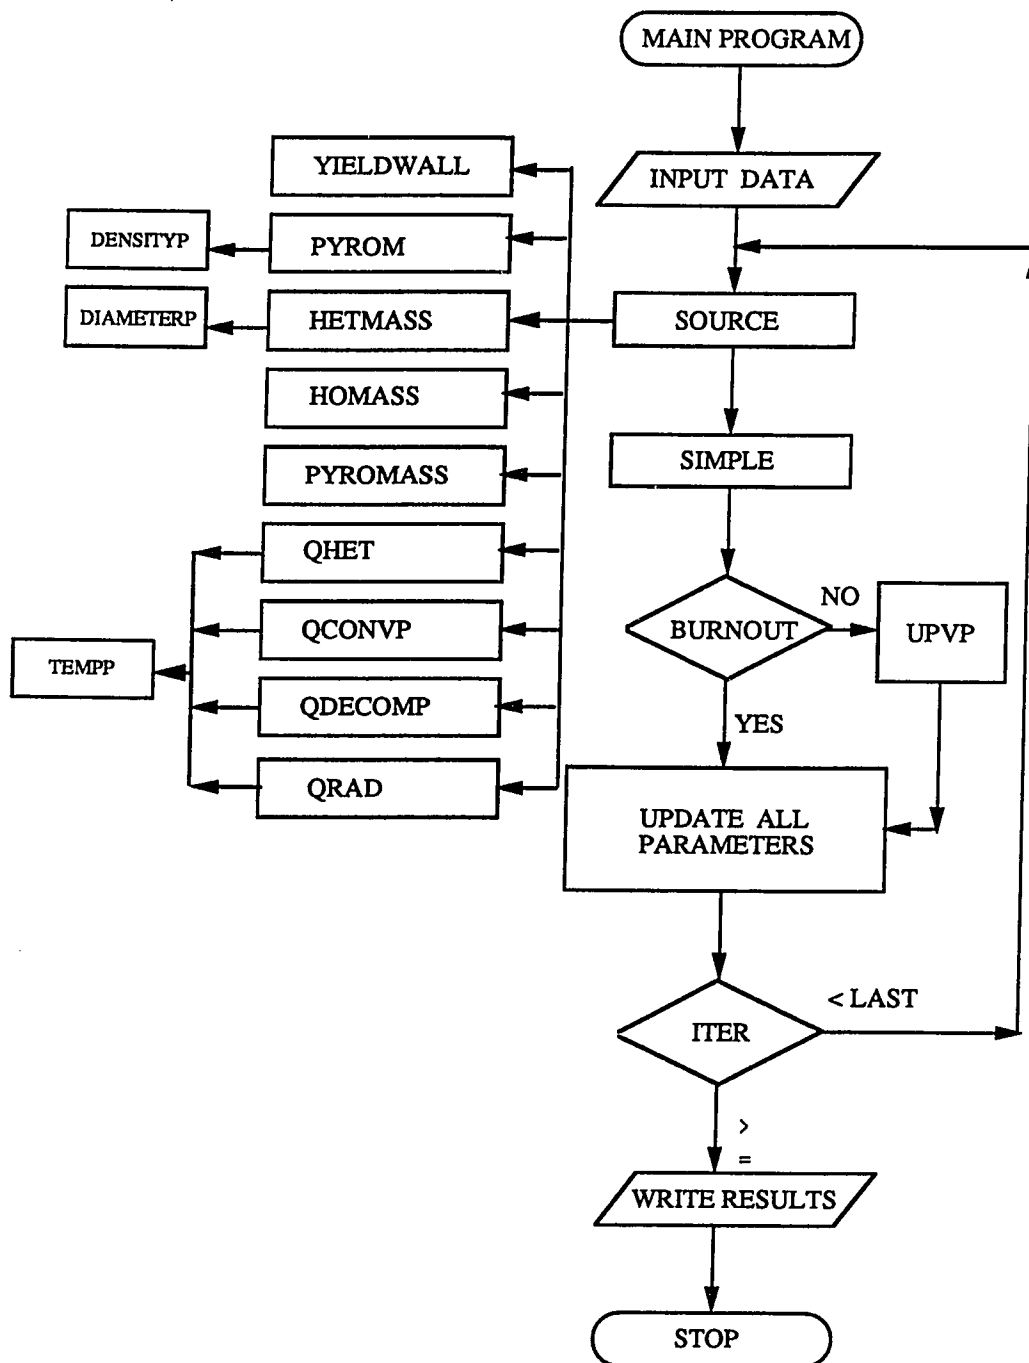 MAIN PROGRAM
INPUT DATA
YIELDWALL
DENSITYP
PYROM
DIAMETERP
HETMASS
SOURCE
HOMASS
SIMPLE
PYROMASS
QHET
NO
BURNOUT
UPVP
QCONVP
TEMPP
QDECOMP
YES
QRAD
UPDATE ALL
PARAMETERS
< LAST
ITER
>
=
WRITE RESULTS
STOP